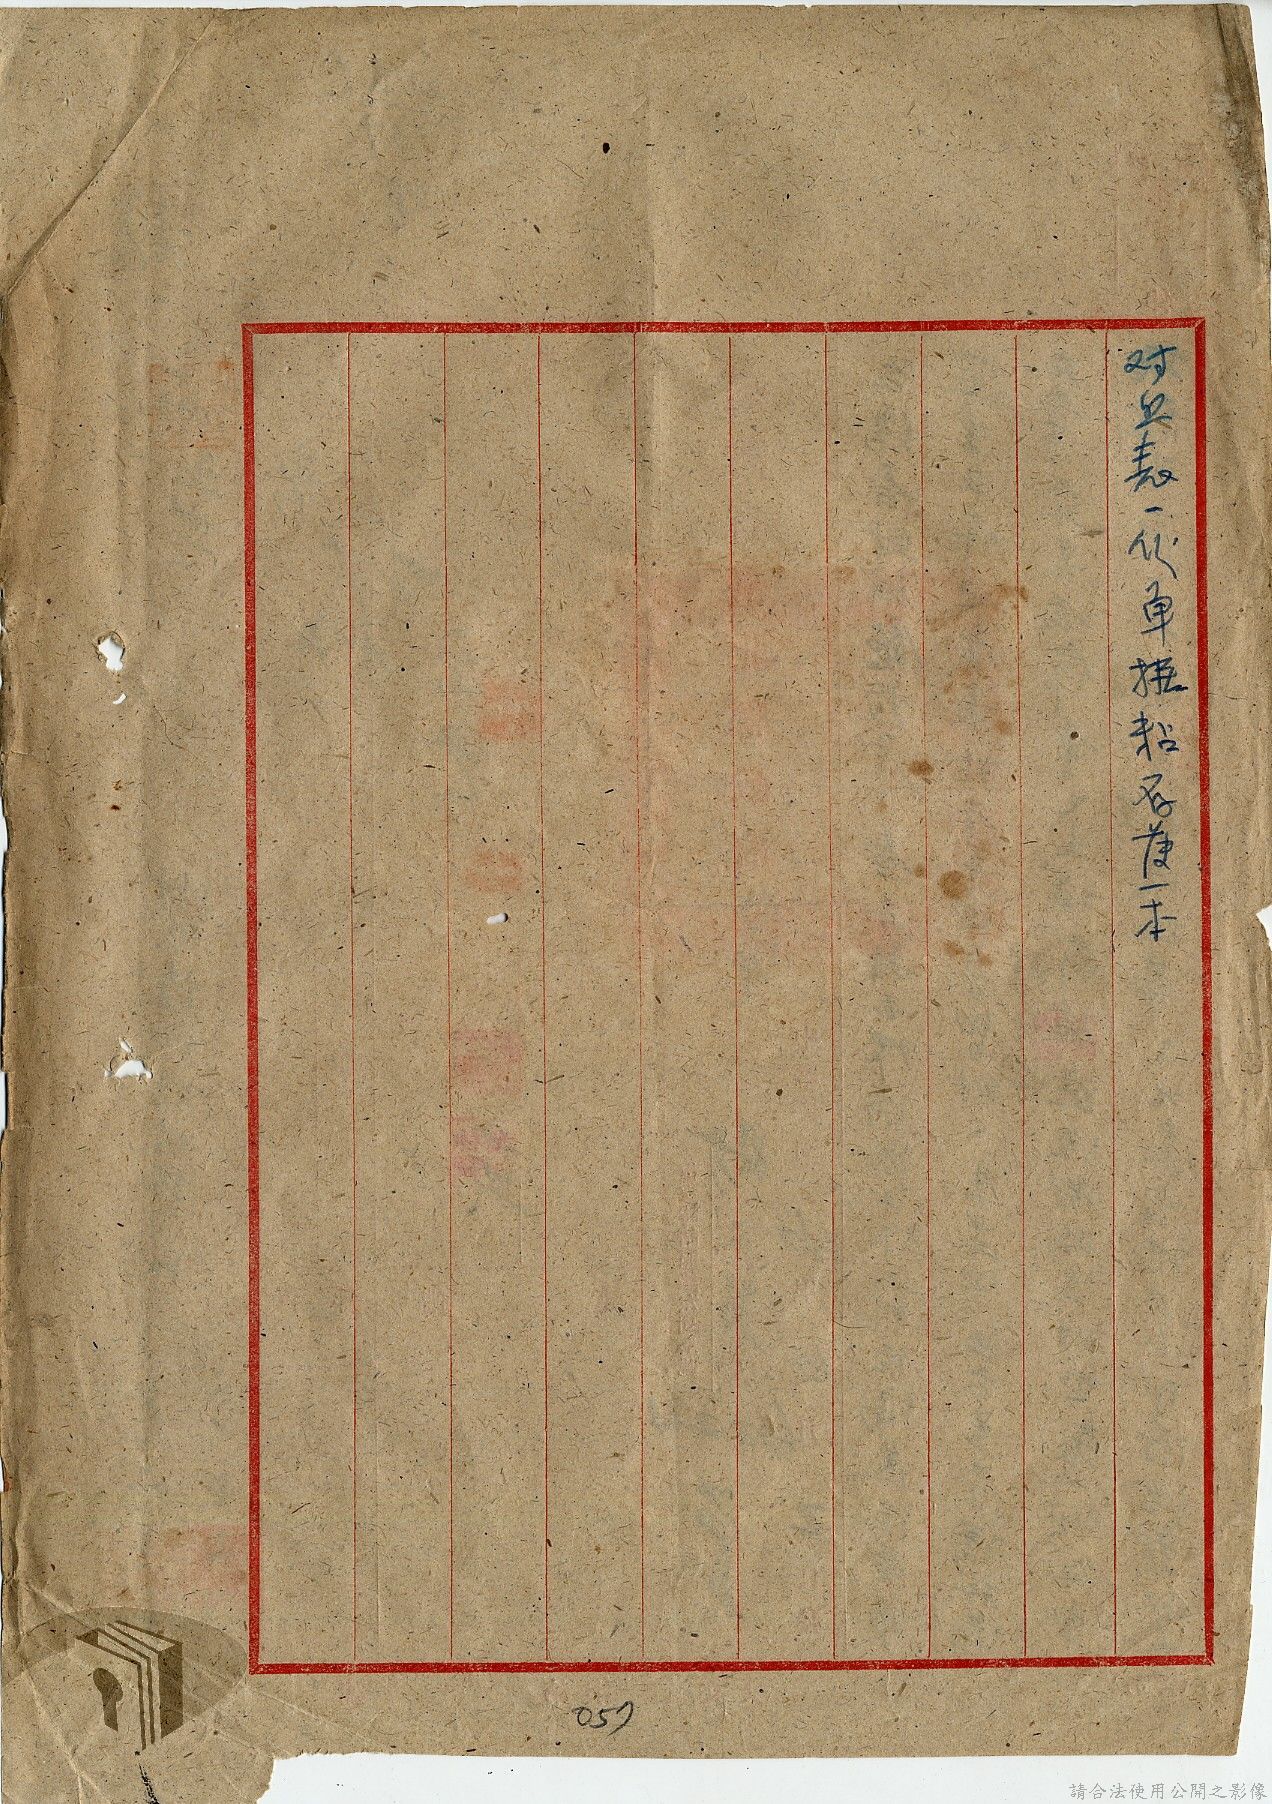 对照表一份單据粘存簿一本
057
請合法使用公開之影像